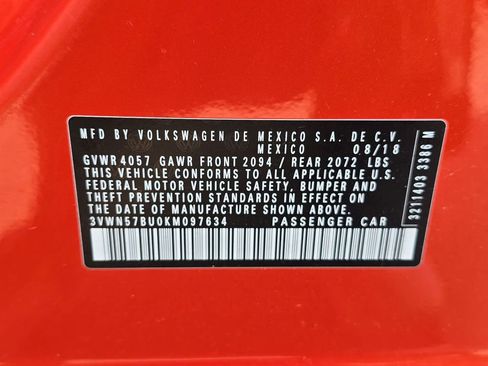 MFD BY VOLKSWAGEN DE MEXICO S.A. DE C.V.
MEXICO 08/18
GVWR 4057 GAWR FRONT 2094 / REAR 2072 LBS
THIS VEHICLE CONFORMS TO ALL APPLICABLE U.S.
FEDERAL MOTOR VEHICLE SAFETY, BUMPER AND
THEFT PREVENTION STANDARDS IN EFFECT ON
THE DATE OF MANUFACTURE SHOWN ABOVE.
3VWN57BU0KM097634 PASSENGER CAR
3211403 3386 M